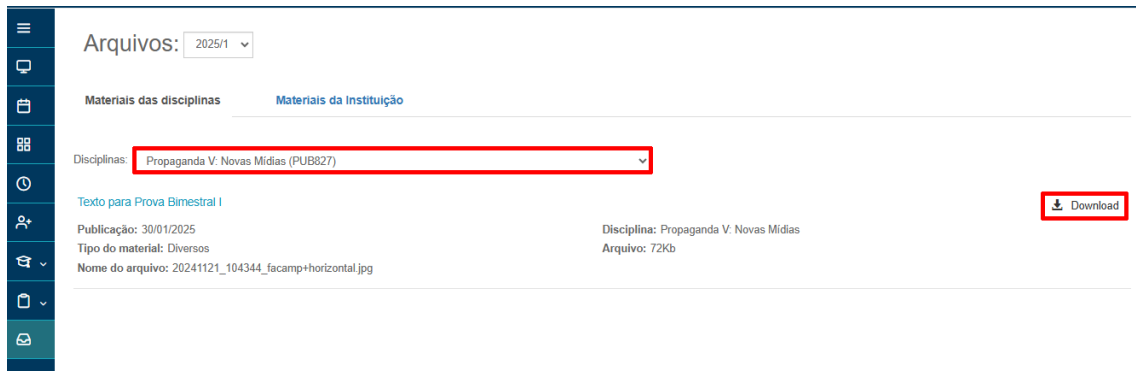 Arquivos: 2025/1
Materiais das disciplinas Materiais da Instituição
Disciplinas: Propaganda V: Novas Mídias (PUB827)
Texto para Prova Bimestral I
Download
Publicação: 30/01/2025 Disciplina: Propaganda V: Novas Mídias
Tipo do material: Diversos Arquivo: 72Kb
Nome do arquivo: 20241121_104344_facamp+horizontal.jpg